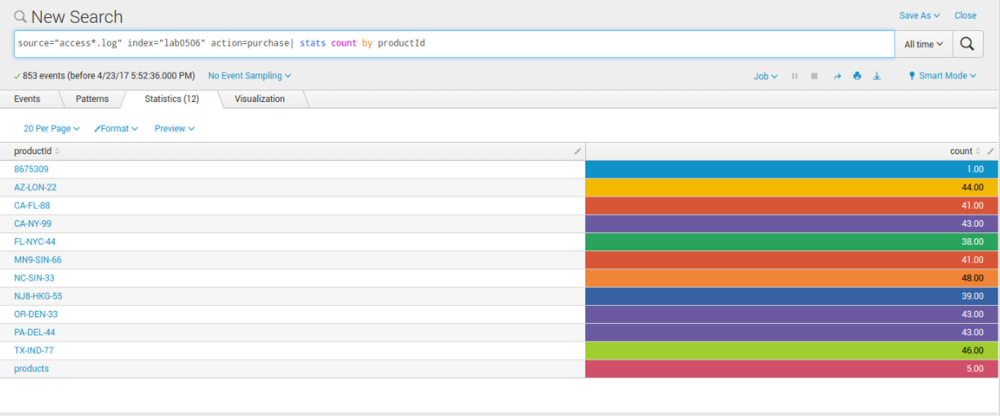 New Search
Save As Close
source="access*.log" index="lab0506" action=purchase| stats count by productId
All time
853 events (before 4/23/17 5:52:36.000 PM) No Event Sampling
Job Smart Mode
Events Patterns Statistics (12) Visualization
20 Per Page Format Preview
productId count
8675309 1.00
AZ-LON-22 44.00
CA-FL-88 41.00
CA-NY-99 43.00
FL-NYC-44 38.00
MN9-SIN-66 41.00
NC-SIN-33 48.00
NJ8-HKG-55 39.00
OR-DEN-33 43.00
PA-DEL-44 43.00
TX-IND-77 46.00
products 5.00